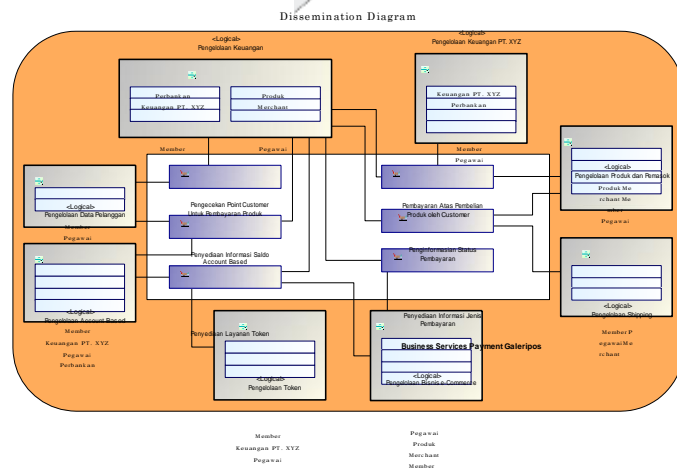 Dissemination Diagram
<Logical>
Pengelolaan Keuangan
<Logical>
Pengelolaan Keuangan PT. XYZ
Perbankan
Keuangan PT. XYZ
Produk
Merchant
Keuangan PT. XYZ
Perbankan
Member
Pegawai
Member
Pegawai
<Logical>
Pengelolaan Produk dan Pemasok
Produk Me
rchant Me
mber
Pegawai
<Logical>
Pengelolaan Data Pelanggan
Member
Pegawai
Pengecekan Point Customer
Untuk Pembayaran Produk
Pembayaran Atas Pembelian
Produk oleh Customer
Penyediaan Informasi Saldo
Account Based
Penginformasian Status
Pembayaran
<Logical>
Pengelolaan Account Based
Member
Keuangan PT. XYZ
Pegawai
Perbankan
Penyediaan Layanan Token
Penyediaan Informasi Jenis
Pembayaran
<Logical>
Pengelolaan Shipping
Member P
egawai Me
rchant
Business Services Payment Galeripos
<Logical>
Pengelolaan Token
<Logical>
Pengelolaan Bisnis e-Commerce
Member
Keuangan PT. XYZ
Pegawai
Pegawai
Produk
Merchant
Member